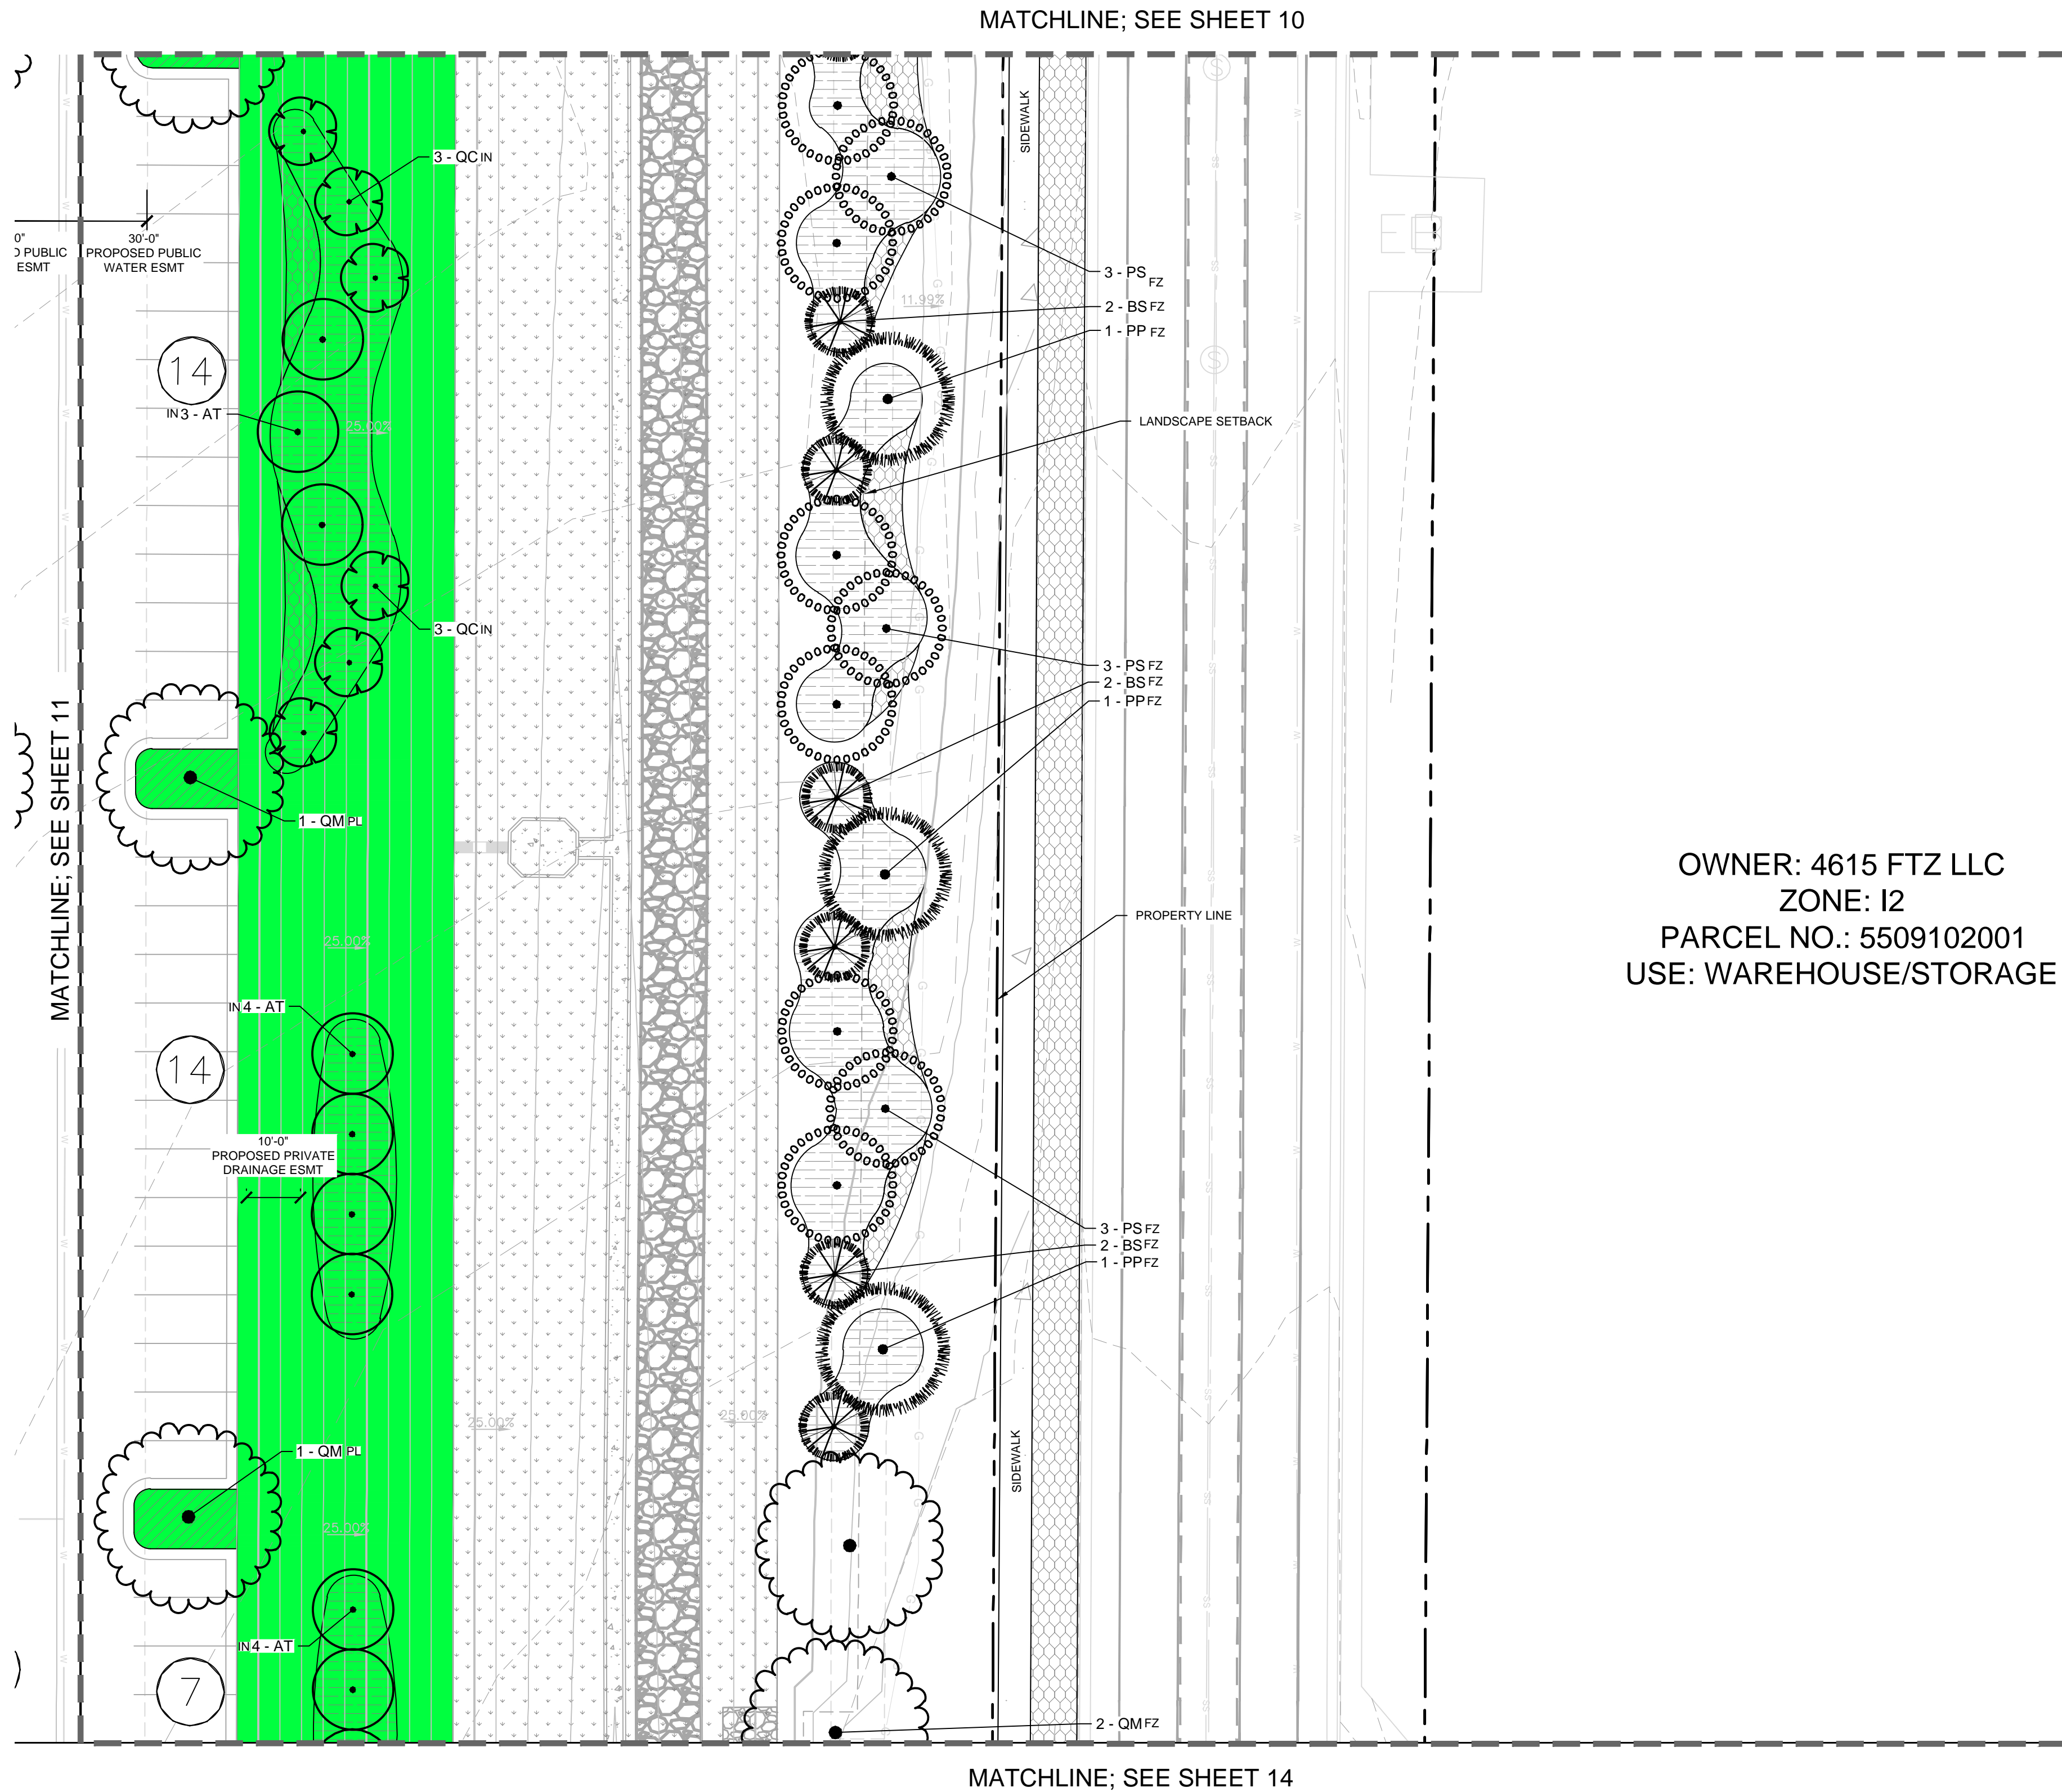 MATCHLINE; SEE SHEET 10
SIDEWALK
3 - QC IN
0"
D PUBLIC
ESMT
30'-0"
PROPOSED PUBLIC
WATER ESMT
3 - PS FZ
2 - BS FZ
11.99%
1 - PP FZ
14
IN 3 - AT
25.00%
LANDSCAPE SETBACK
3 - QC IN
3 - PS FZ
2 - BS FZ
1 - PP FZ
MATCHLINE; SEE SHEET 11
1 - QM PL
OWNER: 4615 FTZ LLC
ZONE: I2
PARCEL NO.: 5509102001
USE: WAREHOUSE/STORAGE
PROPERTY LINE
25.00%
IN 4 - AT
14
10'-0"
PROPOSED PRIVATE
DRAINAGE ESMT
3 - PS FZ
2 - BS FZ
1 - PP FZ
25.00%
25.00%
1 - QM PL
SIDEWALK
25.00%
IN 4 - AT
7
2 - QM FZ
MATCHLINE; SEE SHEET 14